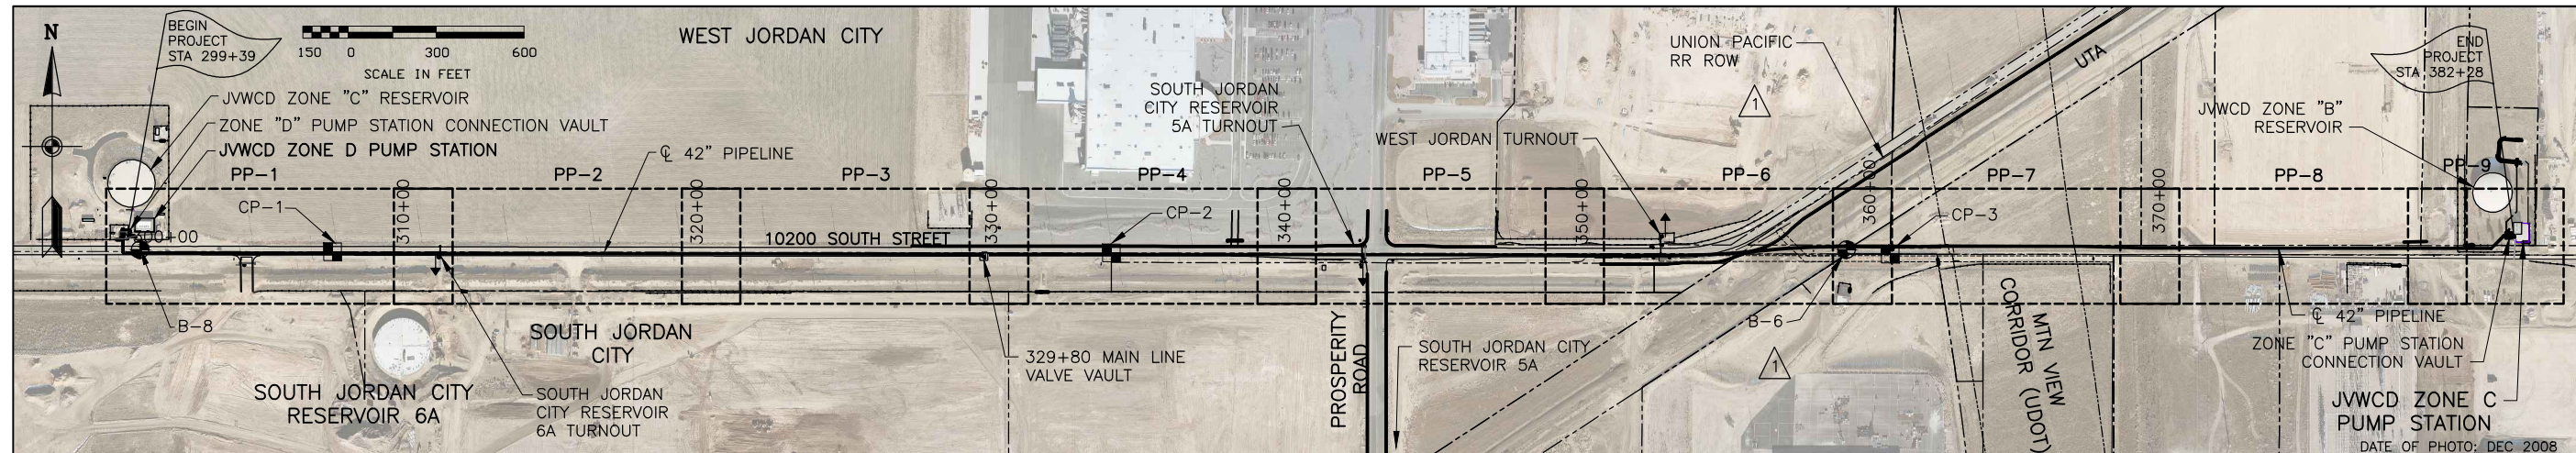 N
BEGIN
PROJECT
STA 299+39
150 0 300 600
SCALE IN FEET
WEST JORDAN CITY
JVWCD ZONE "C" RESERVOIR
ZONE "D" PUMP STATION CONNECTION VAULT
JVWCD ZONE D PUMP STATION
℄ 42" PIPELINE
SOUTH JORDAN
CITY RESERVOIR
5A TURNOUT
WEST JORDAN TURNOUT
UNION PACIFIC
RR ROW
1
UTA
END
PROJECT
STA 382+28
JVWCD ZONE "B"
RESERVOIR
PP-1
PP-2
PP-3
PP-4
PP-5
PP-6
PP-7
PP-8
PP-9
CP-1
CP-2
CP-3
300+00
310+00
320+00
330+00
340+00
350+00
360+00
370+00
10200 SOUTH STREET
B-8
SOUTH JORDAN
CITY
SOUTH JORDAN CITY
RESERVOIR 6A
SOUTH JORDAN
CITY RESERVOIR
6A TURNOUT
329+80 MAIN LINE
VALVE VAULT
PROSPERITY
ROAD
SOUTH JORDAN CITY
RESERVOIR 5A
B-6
1
MTN VIEW
CORRIDOR (UDOT)
℄ 42" PIPELINE
ZONE "C" PUMP STATION
CONNECTION VAULT
JVWCD ZONE C
PUMP STATION
DATE OF PHOTO: DEC 2008